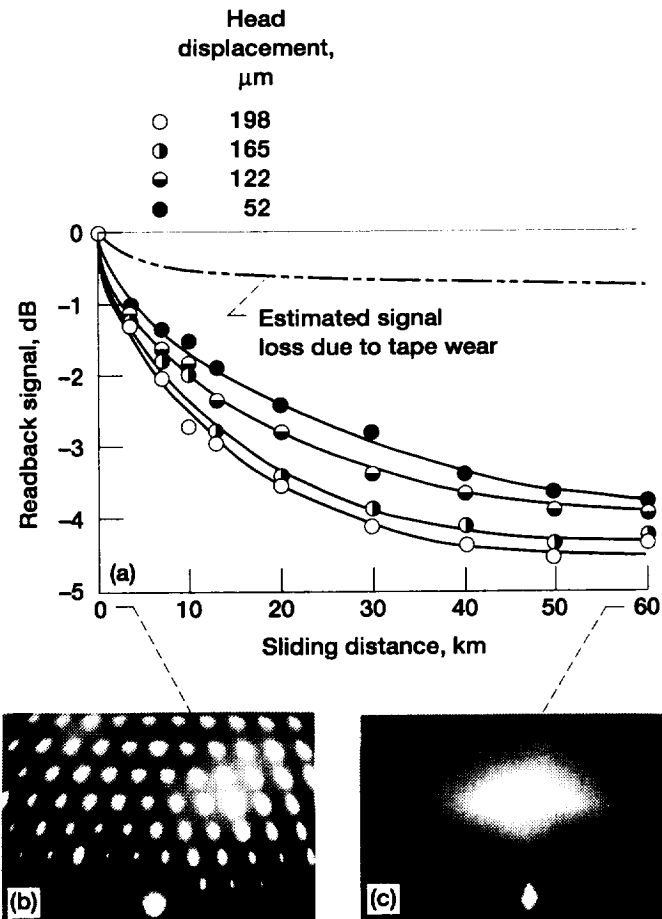 Head
displacement,
μm
198
165
122
52
0
–1
–2
–3
–4
–5
Readback signal, dB
Estimated signal
loss due to tape wear
(a)
0
10
20
30
40
50
60
Sliding distance, km
(b)
(c)